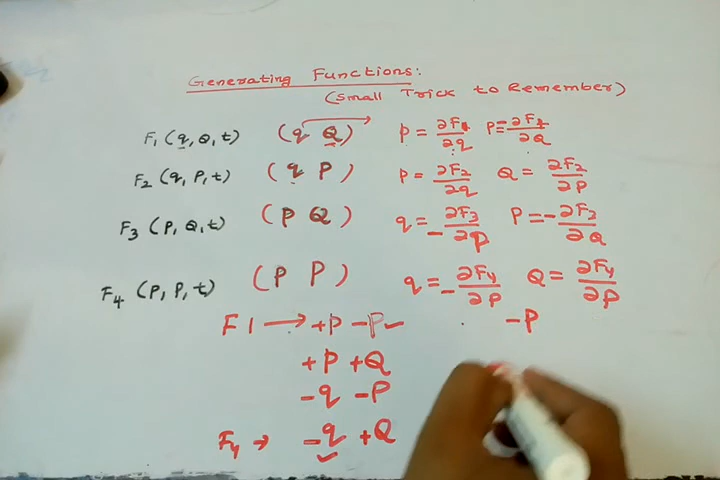 Generating Functions:
(Small Trick to Remember)
F₁ (q, Q, t) (q Q) p = ∂F₁/∂q P = ∂F₁/∂Q
F₂ (q, P, t) (q P) p = ∂F₂/∂q Q = ∂F₂/∂P
F₃ (p, Q, t) (p Q) q = -∂F₃/∂p P = -∂F₃/∂Q
F₄ (p, P, t) (p P) q = -∂F₄/∂p Q = ∂F₄/∂P
F1 → +p -P ✓ -P
+p +Q
-q -P
F₄ → -q +Q
✓